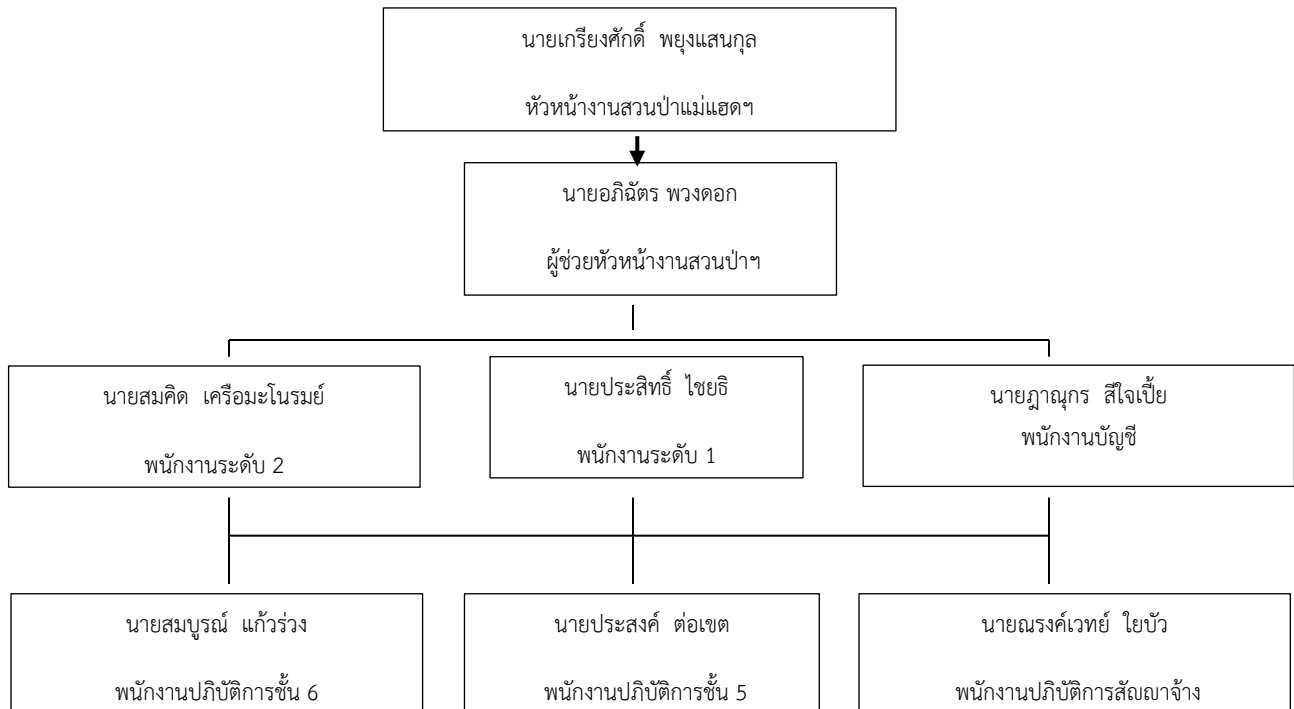 นายเกรียงศักดิ์ พยุงแสนกุล
หัวหน้างานสวนป่าแม่แฮดฯ
นายอภิฉัตร พวงดอก
ผู้ช่วยหัวหน้างานสวนป่าฯ
นายสมคิด เครือมะโนรมย์
พนักงานระดับ 2
นายประสิทธิ์ ไชยธิ
พนักงานระดับ 1
นายฎาณุกร สีใจเปี้ย
พนักงานบัญชี
นายสมบูรณ์ แก้วร่วง
พนักงานปฏิบัติการชั้น 6
นายประสงค์ ต่อเขต
พนักงานปฏิบัติการชั้น 5
นายณรงค์เวทย์ ใยบัว
พนักงานปฏิบัติการสัญญาจ้าง